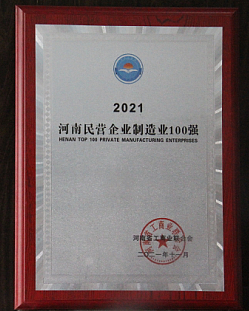 2021
河南民营企业制造业100强
HENAN TOP 100 PRIVATE MANUFACTURING ENTERPRISES
河南省工商业联合会
二〇二一年十一月